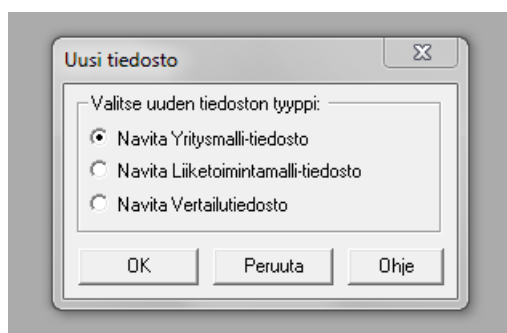 Uusi tiedosto
Valitse uuden tiedoston tyyppi:
Navita Yritysmalli-tiedosto
Navita Liiketoimintamalli-tiedosto
Navita Vertailutiedosto
OK Peruuta Ohje